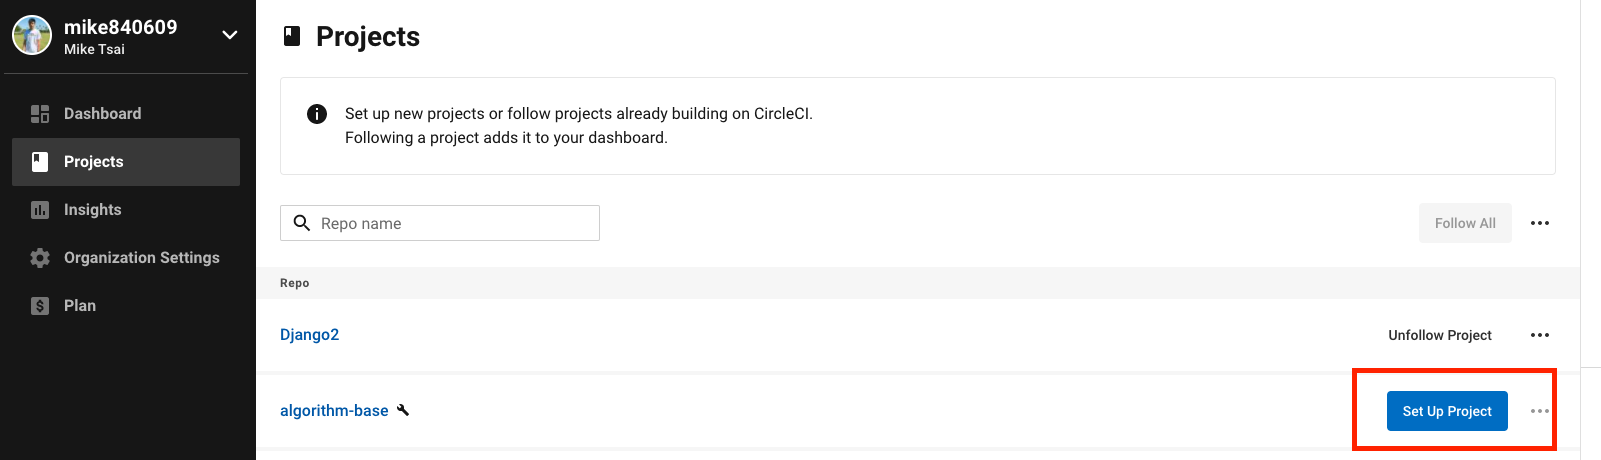 mike840609
Mike Tsai
Dashboard
Projects
Insights
Organization Settings
Plan
Projects
Set up new projects or follow projects already building on CircleCI.
Following a project adds it to your dashboard.
Repo name
Follow All
Repo
Django2
Unfollow Project
algorithm-base
Set Up Project